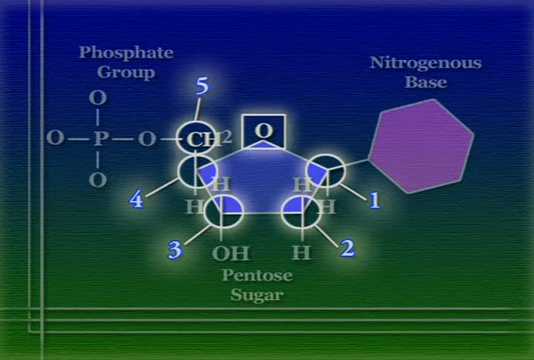 Phosphate
Group
Nitrogenous
Base
5
O
O P O CH2 O
O
4
H H
1
H H
3
2
OH H
Pentose
Sugar